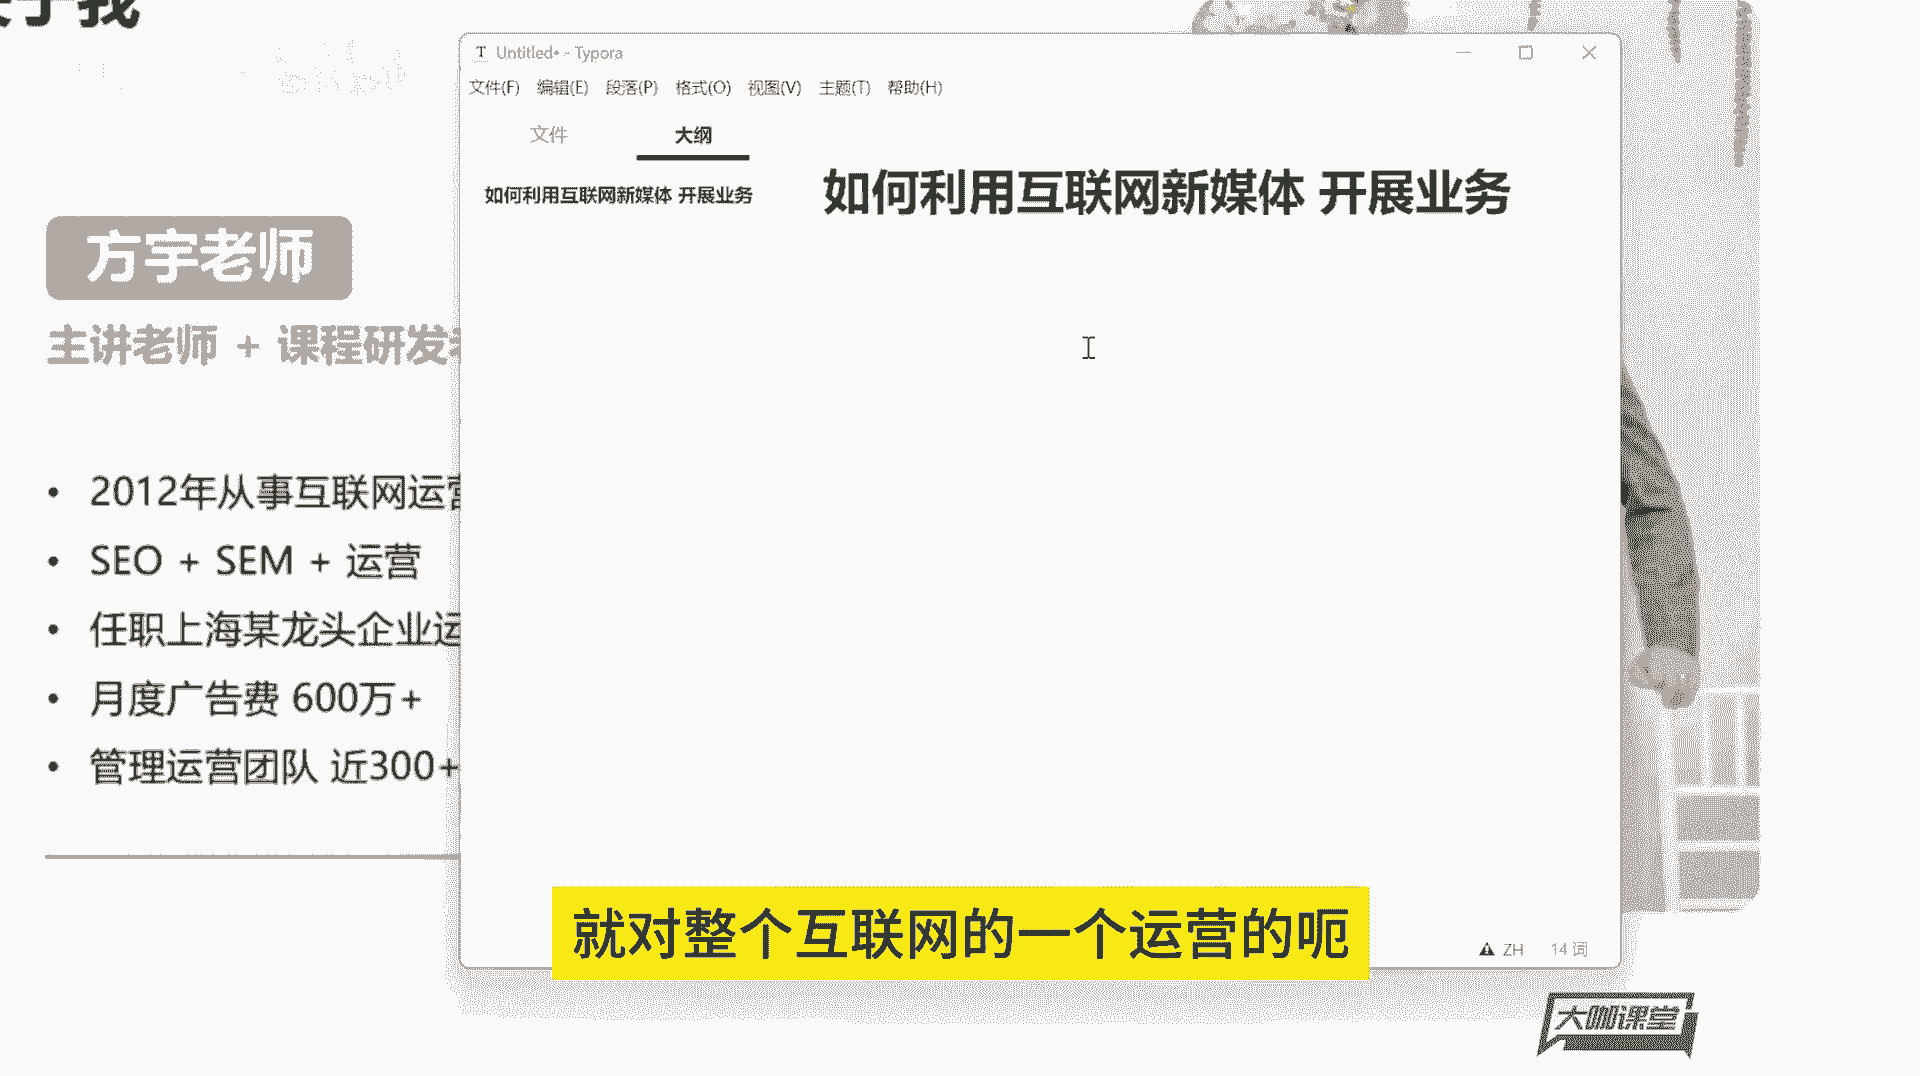 于我
方宇老师
主讲老师 + 课程研发
2012年从事互联网运营
SEO + SEM + 运营
任职上海某龙头企业运
月度广告费 600万+
管理运营团队 近300+
Untitled• - Typora
文件(F) 编辑(E) 段落(P) 格式(O) 视图(V) 主题(T) 帮助(H)
文件 大纲
如何利用互联网新媒体 开展业务
如何利用互联网新媒体 开展业务
就对整个互联网的一个运营的呃
ZH 14 词
大咖课堂